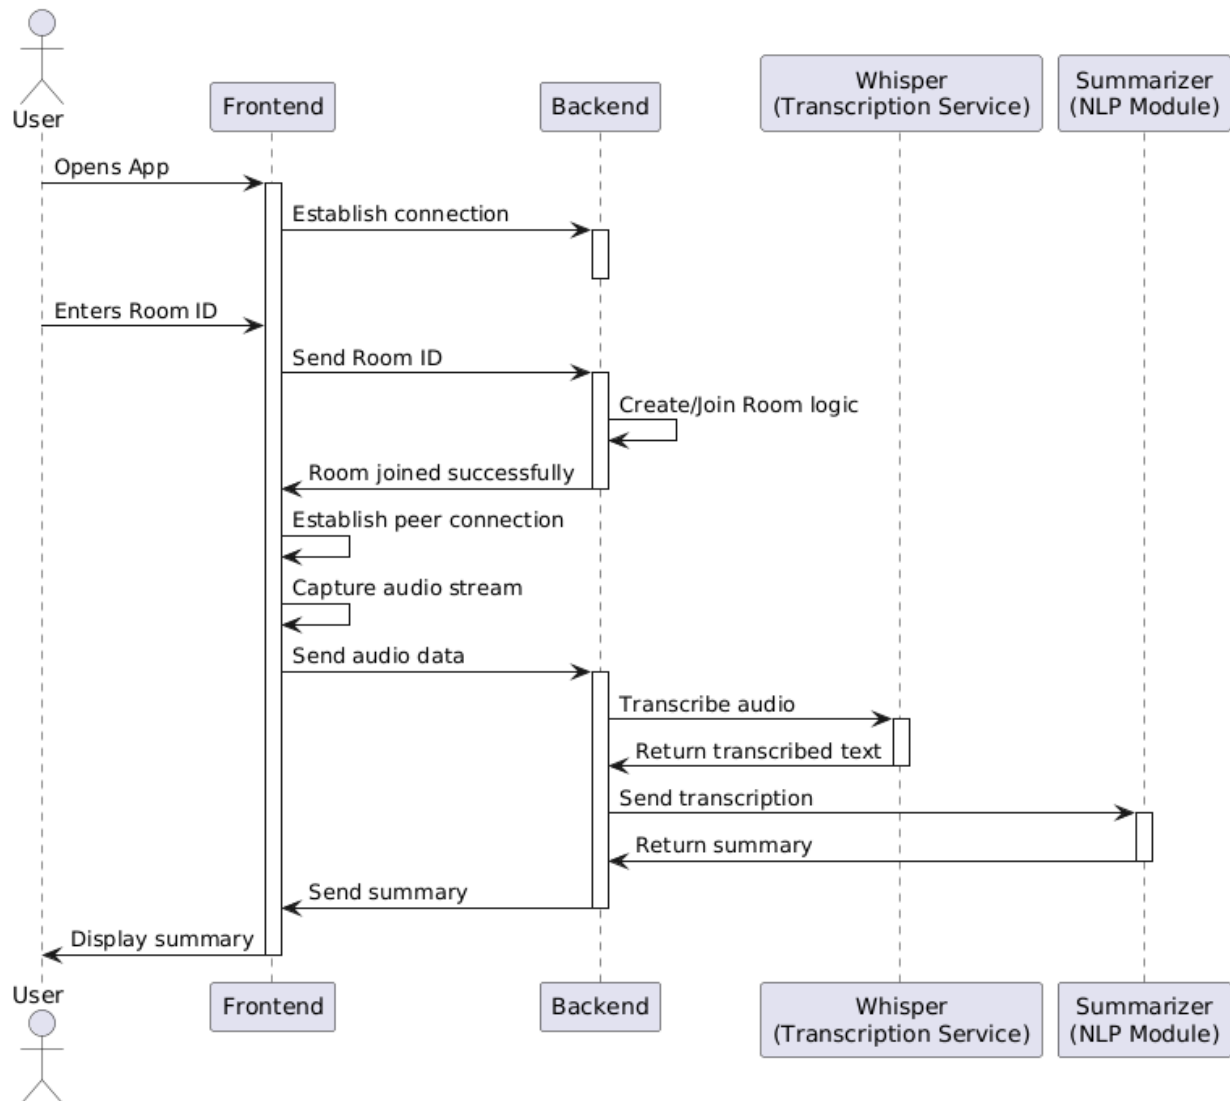 User
Frontend
Backend
Whisper
(Transcription Service)
Summarizer
(NLP Module)
Opens App
Establish connection
Enters Room ID
Send Room ID
Create/Join Room logic
Room joined successfully
Establish peer connection
Capture audio stream
Send audio data
Transcribe audio
Return transcribed text
Send transcription
Return summary
Send summary
Display summary
User
Frontend
Backend
Whisper
(Transcription Service)
Summarizer
(NLP Module)